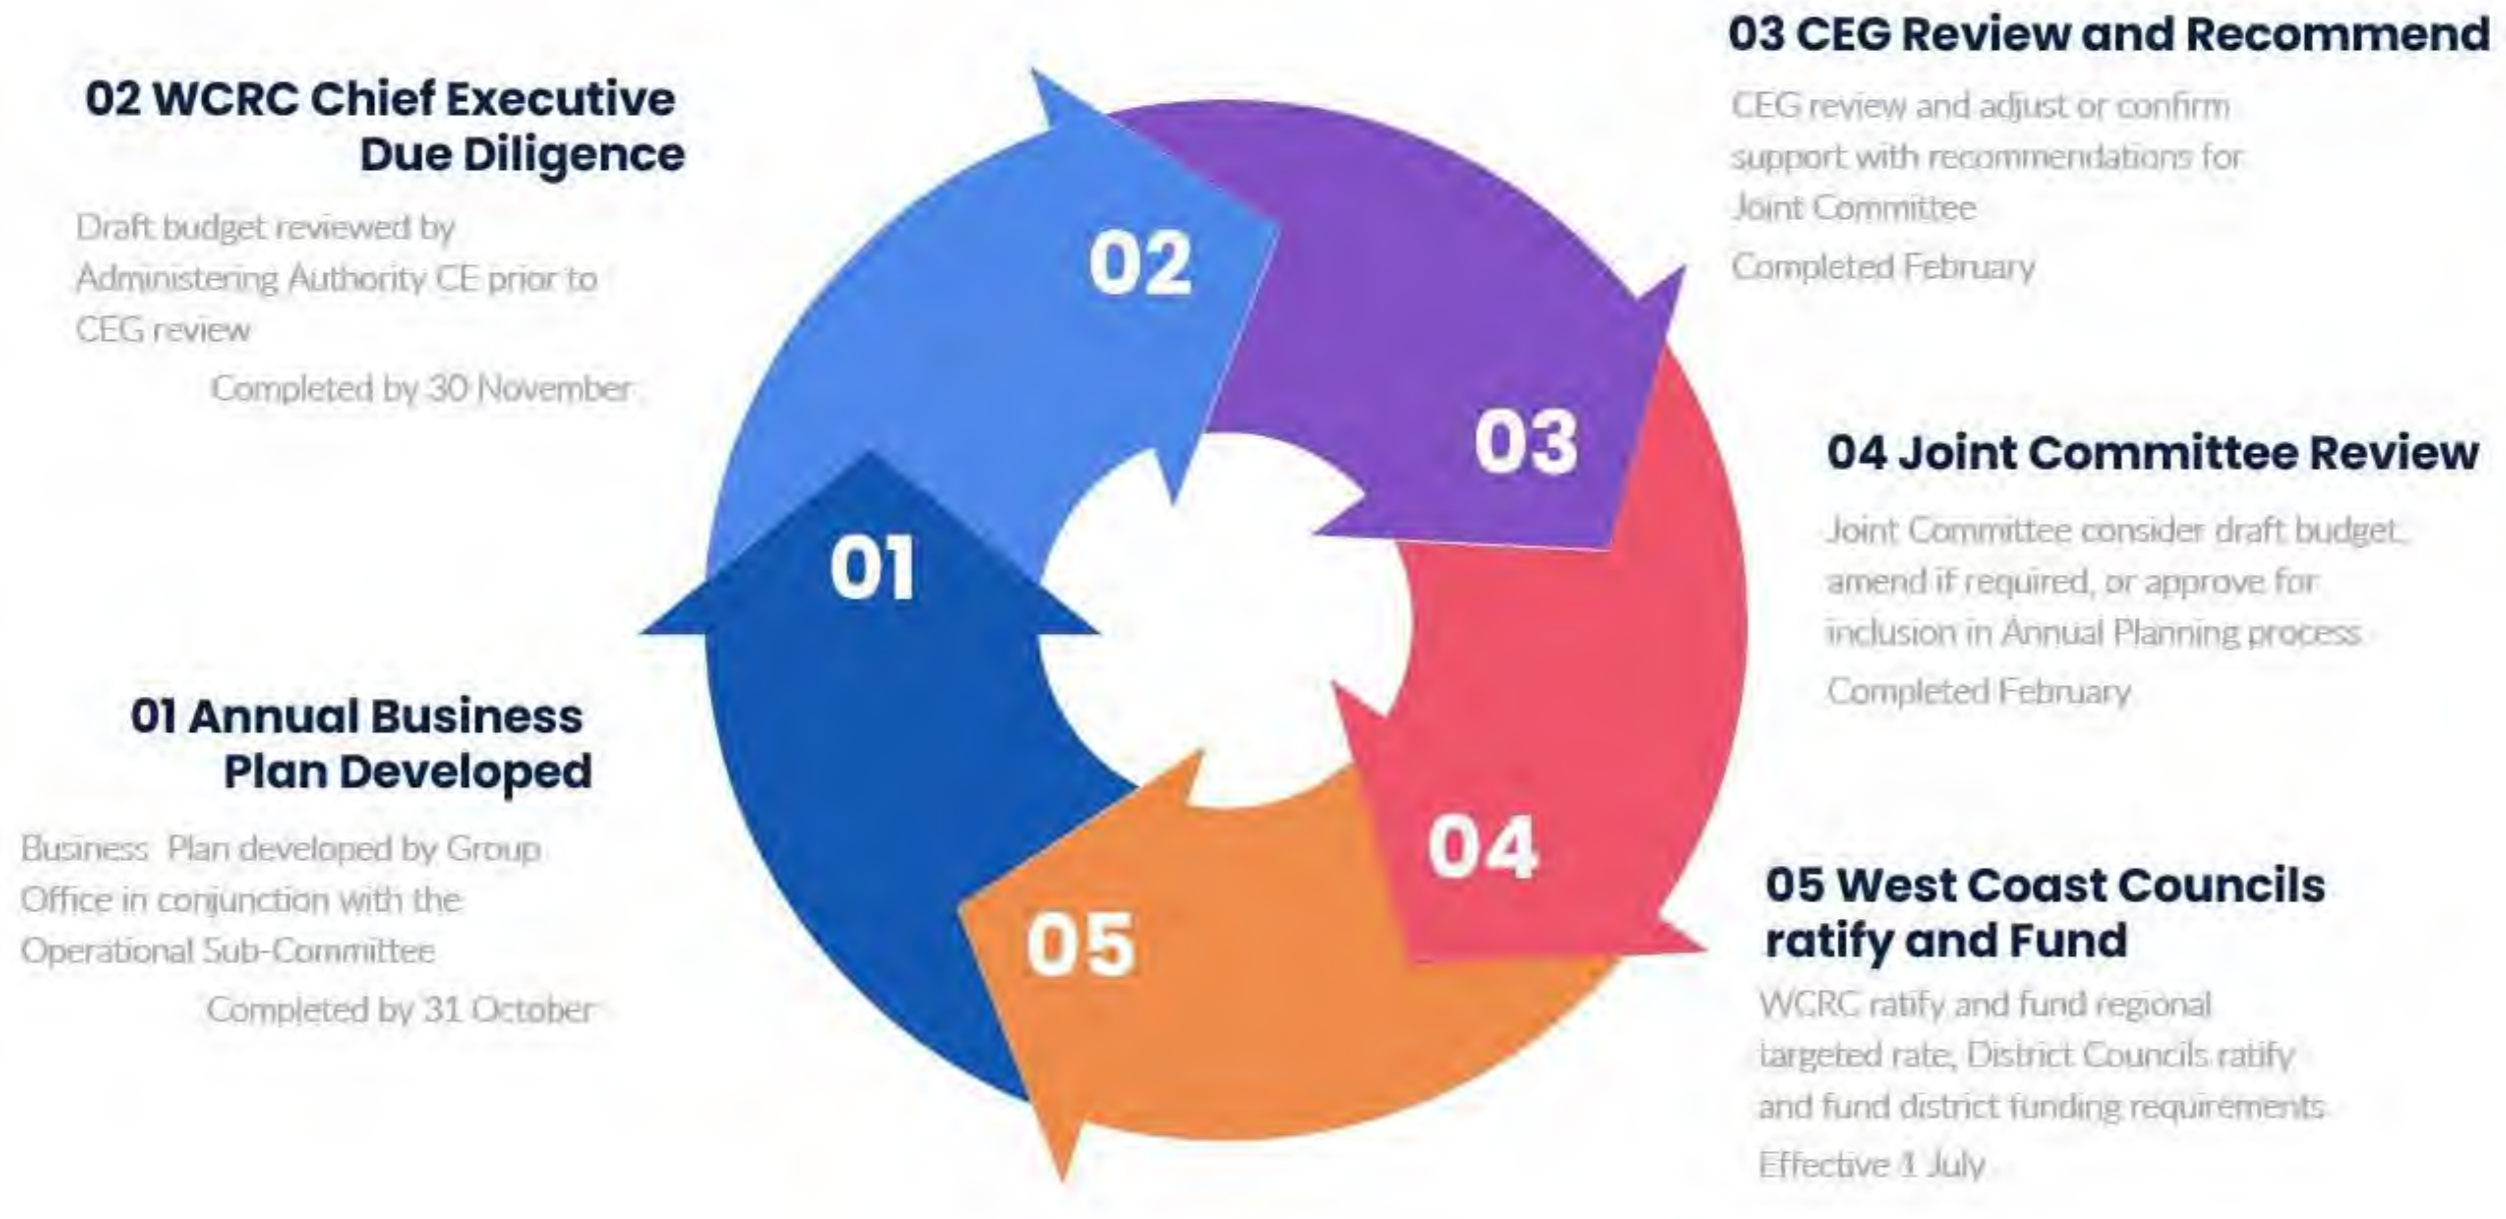 01 Annual Business
Plan Developed
Business Plan developed by Group
Office in conjunction with the
Operational Sub-Committee
Completed by 31 October
02 WCRC Chief Executive
Due Diligence
Draft budget reviewed by
Administering Authority CE prior to
CEG review
Completed by 30 November
03 CEG Review and Recommend
CEG review and adjust or confirm
support with recommendations for
Joint Committee
Completed February
04 Joint Committee Review
Joint Committee consider draft budget,
amend if required, or approve for
inclusion in Annual Planning process
Completed February
05 West Coast Councils
ratify and Fund
WCRC ratify and fund regional
targeted rate, District Councils ratify
and fund district funding requirements
Effective 1 July
01
02
03
04
05